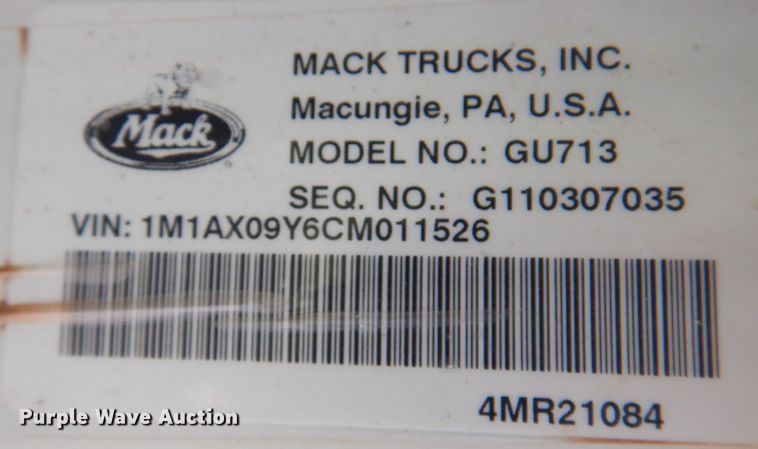 Mack
MACK TRUCKS, INC.
Macungie, PA, U.S.A.
MODEL NO.: GU713
SEQ. NO.: G110307035
VIN: 1M1AX09Y6CM011526
4MR21084
Purple Wave Auction